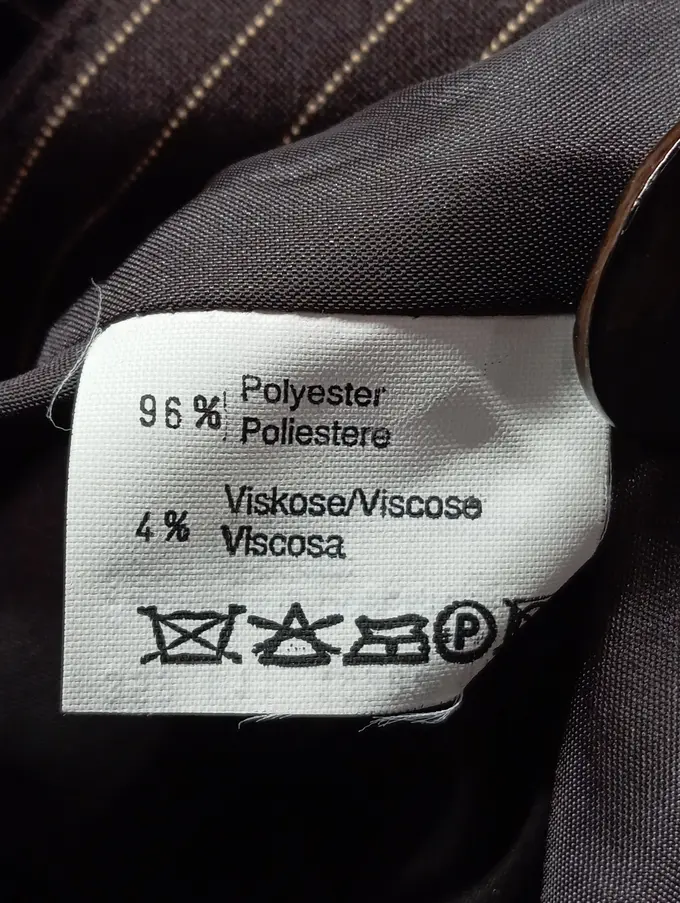 96% Polyester
Poliestere
4% Viskose/Viscose
Viscosa
P